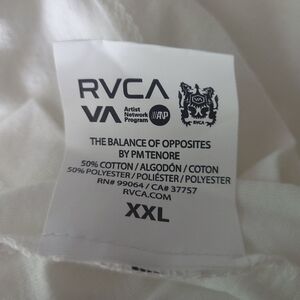 RVCA
VA Artist Network Program ANP
RVCA
THE BALANCE OF OPPOSITES
BY PM TENORE
50% COTTON / ALGODÓN / COTON
50% POLYESTER / POLIÉSTER / POLYESTER
RN# 99064 / CA# 37757
RVCA.COM
XXL